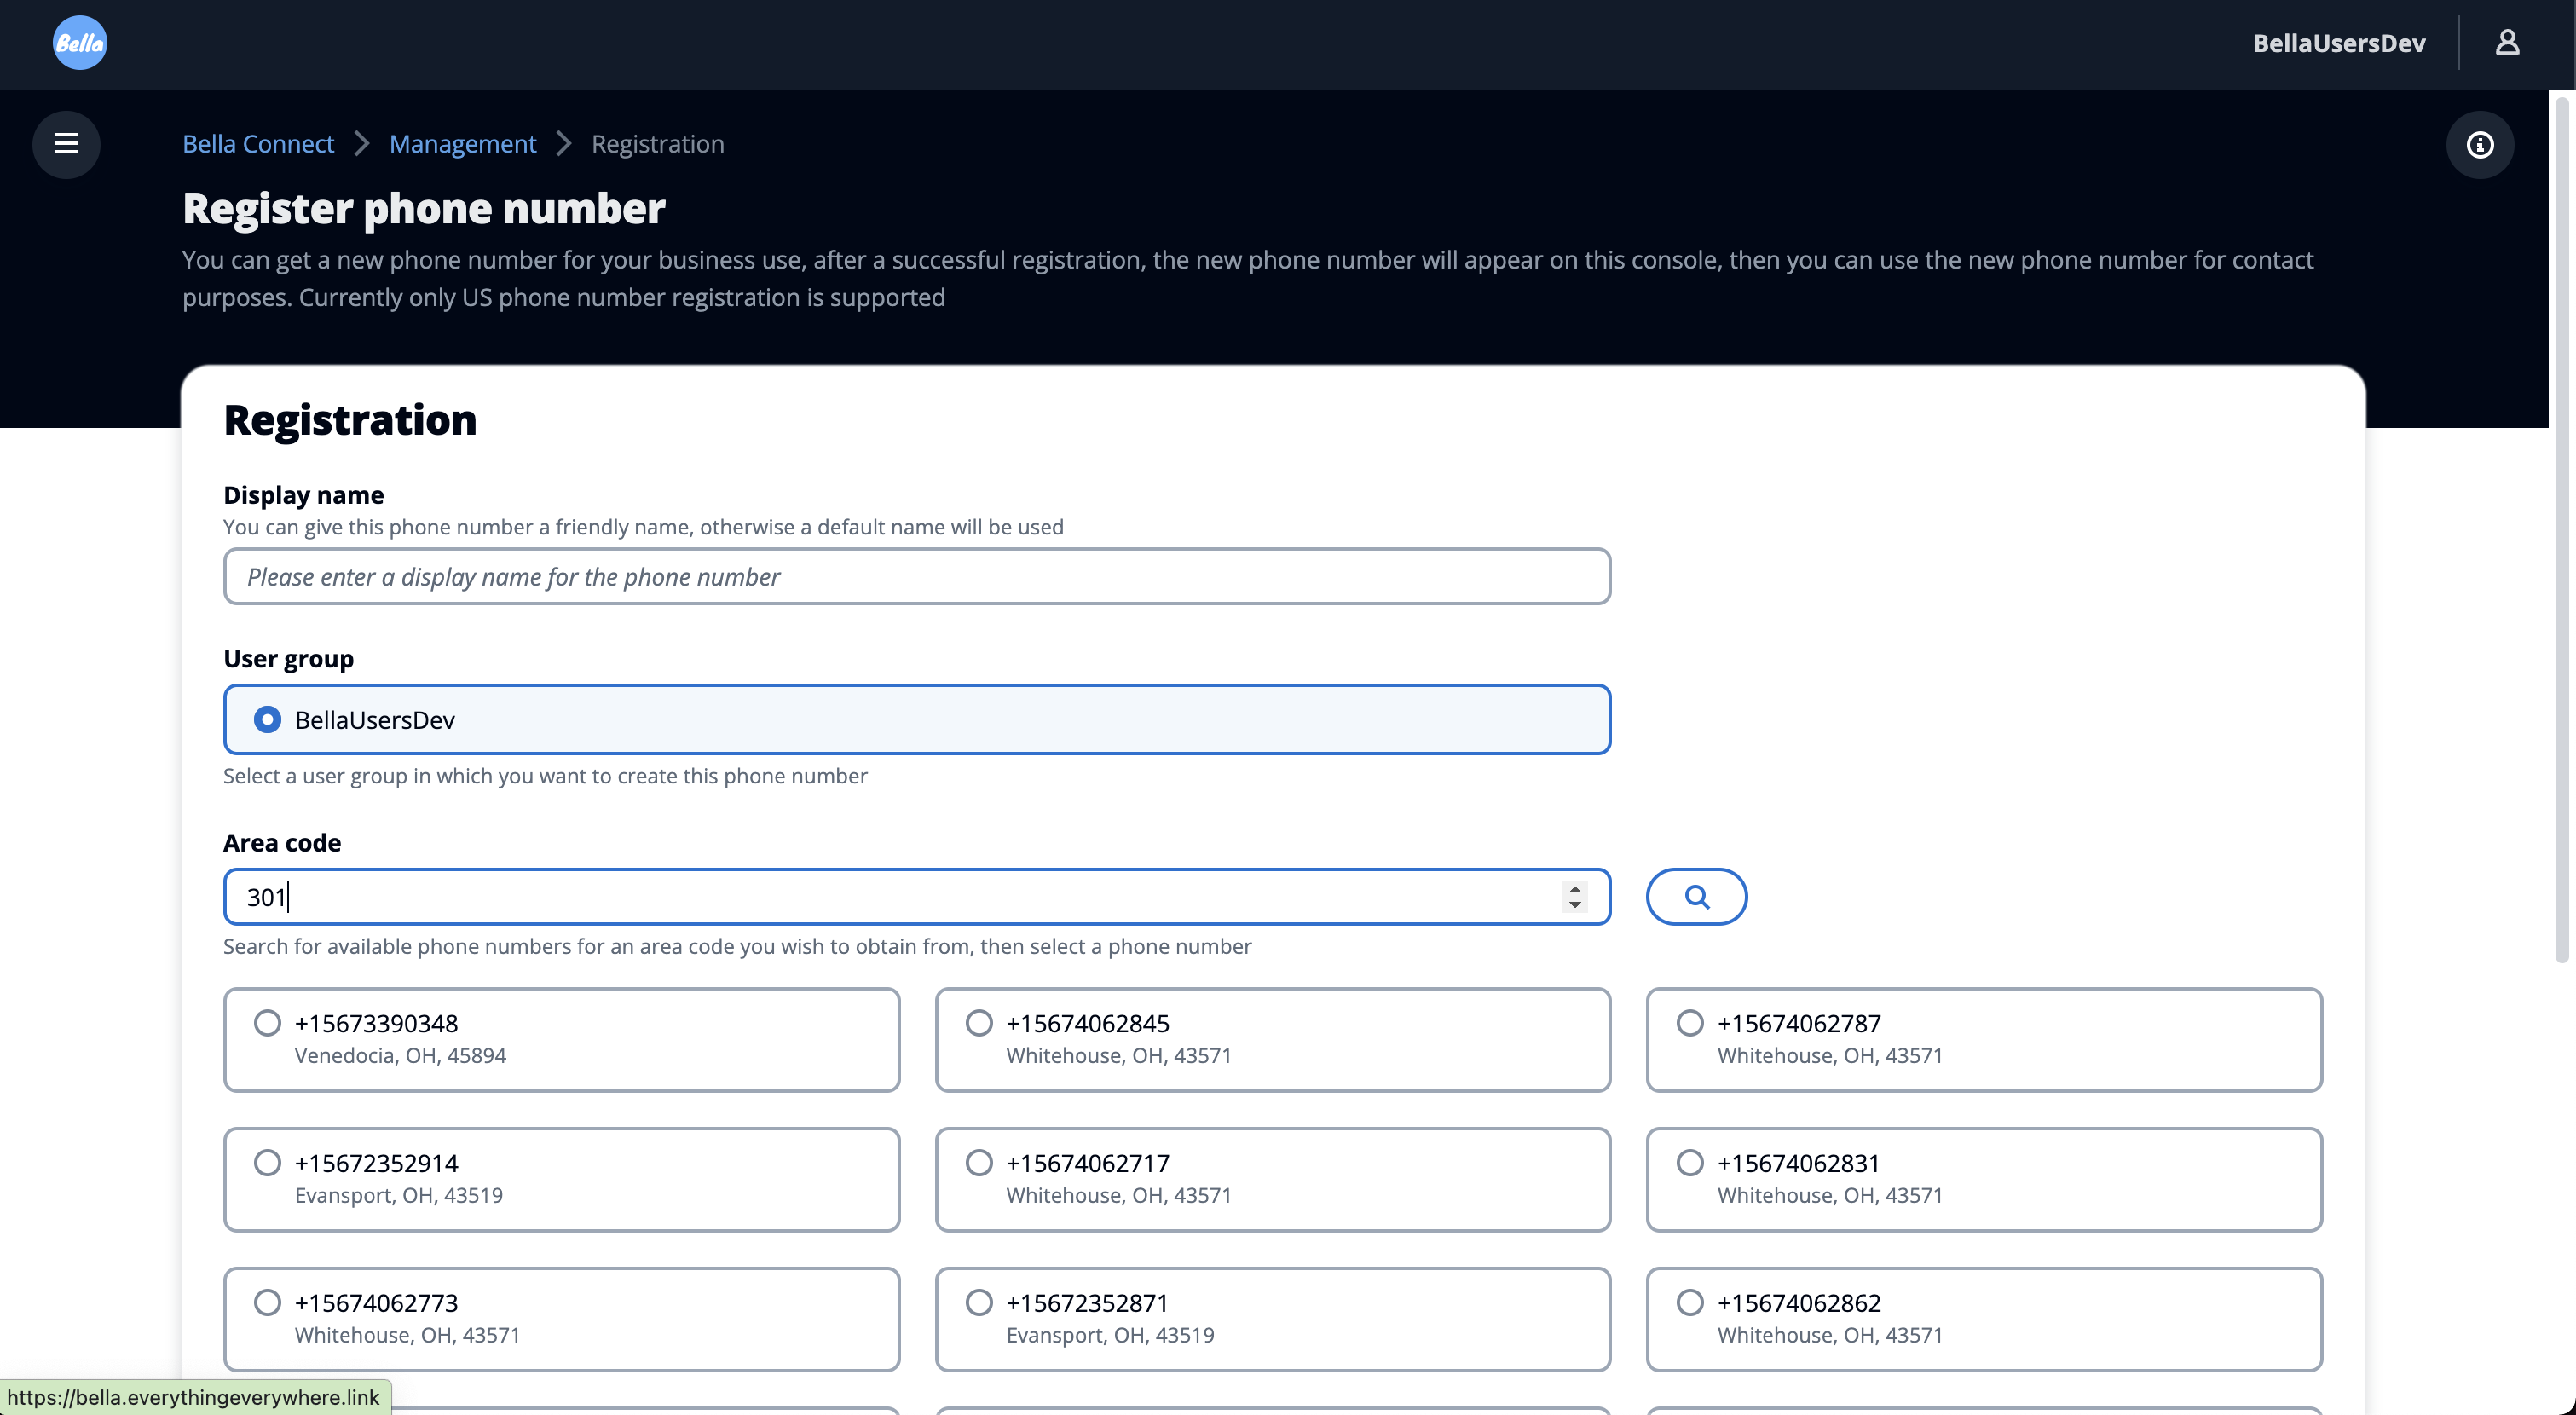 Bella
BellaUsersDev
Bella Connect > Management > Registration
Register phone number
You can get a new phone number for your business use, after a successful registration, the new phone number will appear on this console, then you can use the new phone number for contact
purposes. Currently only US phone number registration is supported
Registration
Display name
You can give this phone number a friendly name, otherwise a default name will be used
Please enter a display name for the phone number
User group
BellaUsersDev
Select a user group in which you want to create this phone number
Area code
301
Search for available phone numbers for an area code you wish to obtain from, then select a phone number
+15673390348
Venedocia, OH, 45894
+15674062845
Whitehouse, OH, 43571
+15674062787
Whitehouse, OH, 43571
+15672352914
Evansport, OH, 43519
+15674062717
Whitehouse, OH, 43571
+15674062831
Whitehouse, OH, 43571
+15674062773
Whitehouse, OH, 43571
+15672352871
Evansport, OH, 43519
+15674062862
Whitehouse, OH, 43571
https://bella.everythingeverywhere.link